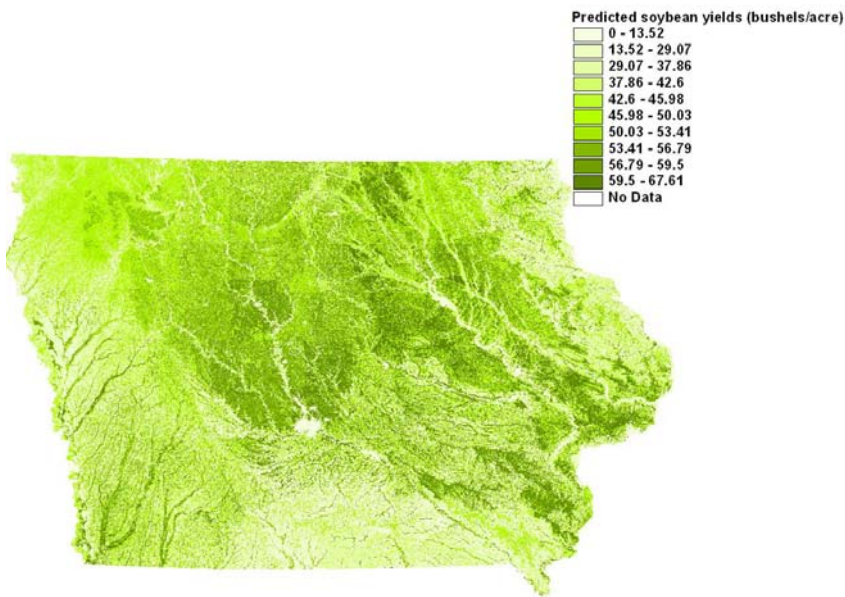 Predicted soybean yields (bushels/acre)
0 - 13.52
13.52 - 29.07
29.07 - 37.86
37.86 - 42.6
42.6 - 45.98
45.98 - 50.03
50.03 - 53.41
53.41 - 56.79
56.79 - 59.5
59.5 - 67.61
No Data